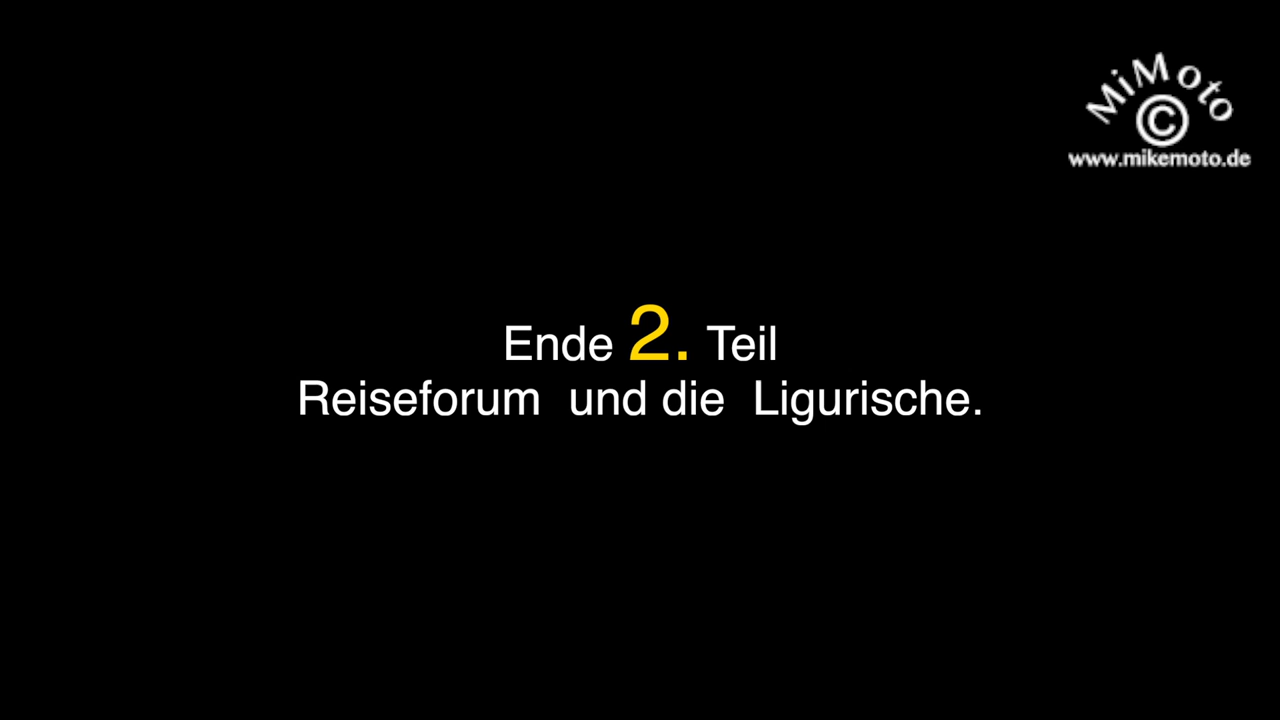 MiMoto
©
www.mikemoto.de
Ende 2. Teil
Reiseforum und die Ligurische.